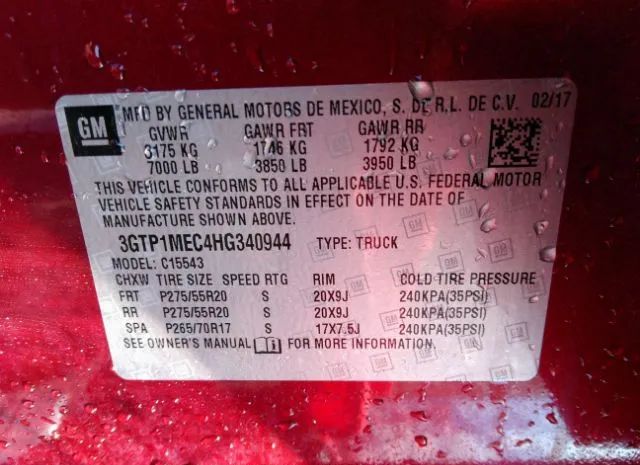 GM MFD BY GENERAL MOTORS DE MEXICO, S. DE R.L. DE C.V. 02/17
GVWR GAWR FRT GAWR RR
3175 KG 1746 KG 1792 KG
7000 LB 3850 LB 3950 LB
THIS VEHICLE CONFORMS TO ALL APPLICABLE U.S. FEDERAL MOTOR
VEHICLE SAFETY STANDARDS IN EFFECT ON THE DATE OF
MANUFACTURE SHOWN ABOVE.
3GTP1MEC4HG340944 TYPE: TRUCK
MODEL: C15543
CHXW TIRE SIZE SPEED RTG RIM COLD TIRE PRESSURE
FRT P275/55R20 S 20X9J 240KPA(35PSI)
RR P275/55R20 S 20X9J 240KPA(35PSI)
SPA P265/70R17 S 17X7.5J 240KPA(35PSI)
SEE OWNER'S MANUAL i FOR MORE INFORMATION.